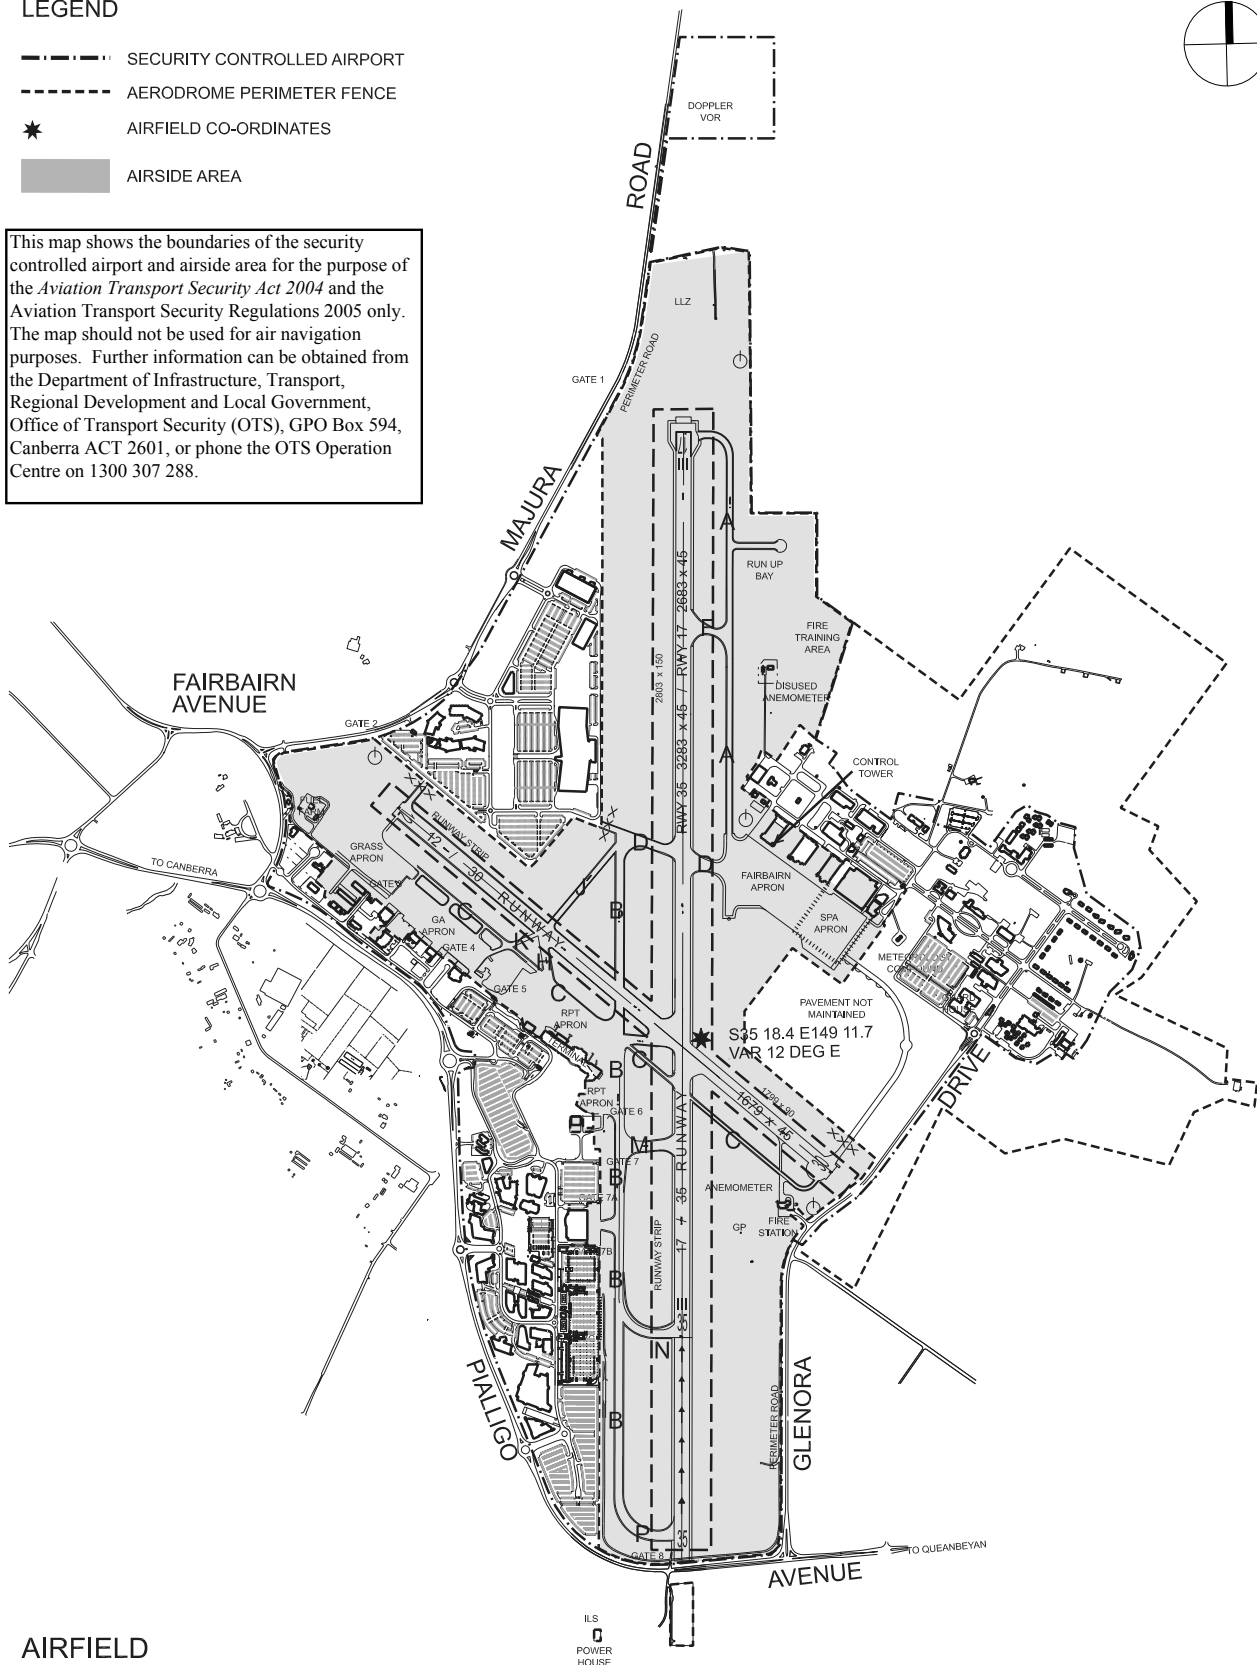 LEGEND
SECURITY CONTROLLED AIRPORT
AERODROME PERIMETER FENCE
AIRFIELD CO-ORDINATES
AIRSIDE AREA
This map shows the boundaries of the security
controlled airport and airside area for the purpose of
the Aviation Transport Security Act 2004 and the
Aviation Transport Security Regulations 2005 only.
The map should not be used for air navigation
purposes.  Further information can be obtained from
the Department of Infrastructure, Transport,
Regional Development and Local Government,
Office of Transport Security (OTS), GPO Box 594,
Canberra ACT 2601, or phone the OTS Operation
Centre on 1300 307 288.
DOPPLER
VOR
ROAD
LLZ
PERIMETER ROAD
GATE 1
MAJURA
A
RUN UP
BAY
RWY 35  3283 x 45  /  RWY 17  2683 x 45
F
2803 x 150
FIRE
TRAINING
AREA
DISUSED
ANEMOMETER
FAIRBAIRN
AVENUE
GATE 2
A
CONTROL
TOWER
XXX
XXX
RUNWAY STRIP
12 - / - 30
RUNWAY
GRASS
APRON
TO CANBERRA
D
D
J
FAIRBAIRN
APRON
B
C
GA
APRON
GATE 4
K
H
SPA
APRON
GATE 5
C
PAVEMENT NOT
MAINTAINED
RPT
APRON
TERMINAL
S35 18.4 E149 11.7
VAR 12 DEG E
C
B
RPT
APRON
GATE 6
1799 x 90
1679 x 45
XXX
DRIVE
M
C
GATE 7
B
GATE 7A
ANEMOMETER
GP
FIRE
STATION
17 - / - 35 RUNWAY
RUNWAY STRIP
B
N
PIALLIGO
B
PERIMETER ROAD
GLENORA
P
GATE 8
AVENUE
TO QUEANBEYAN
ILS
POWER
HOUSE
AIRFIELD